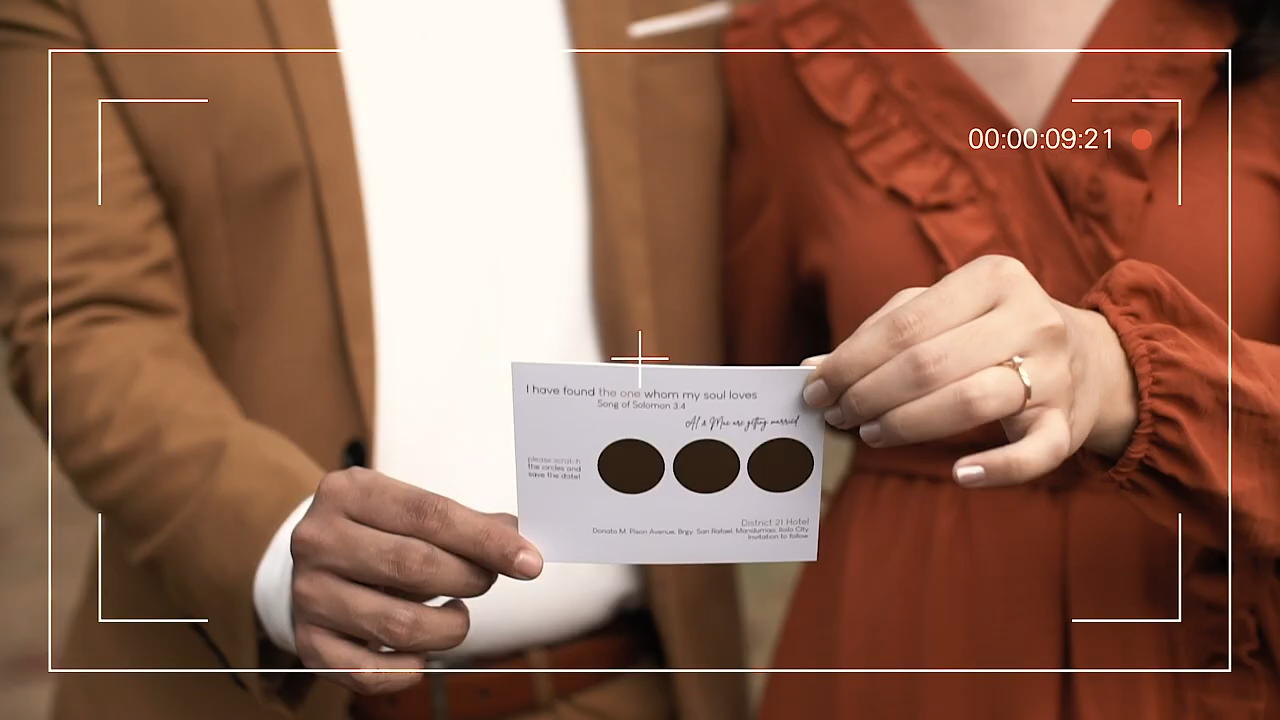 00:00:09:21
I have found the one whom my soul loves
Song of Solomon 3:4
Al & Mac are getting married
please scratch
the circles and
save the date!
District 21 Hotel
Donato M. Pison Avenue, Brgy. San Rafael, Mandurriao, Iloilo City
Invitation to follow